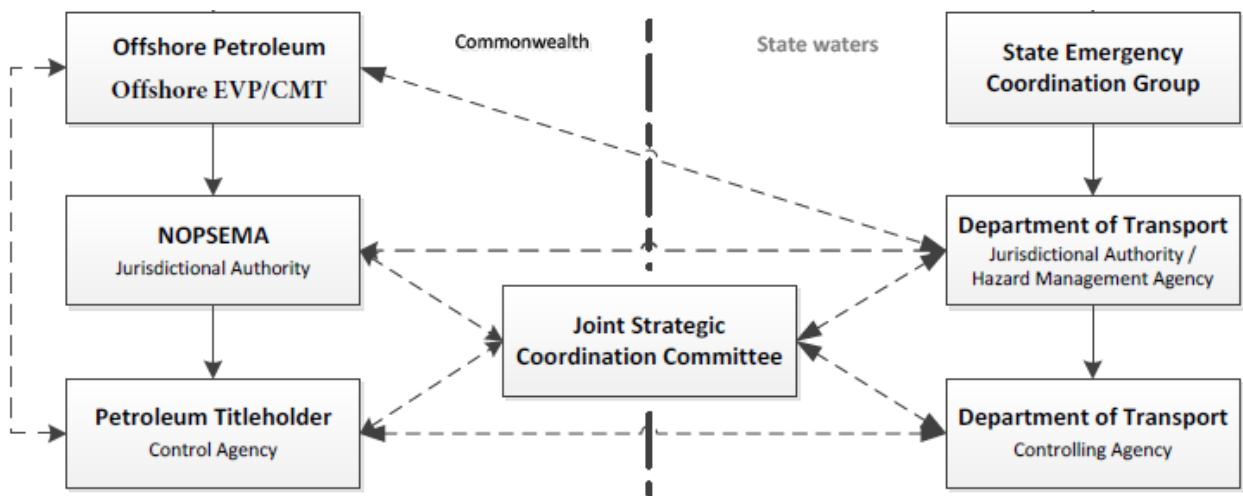 Offshore Petroleum
Offshore EVP/CMT
Commonwealth
State waters
State Emergency
Coordination Group
NOPSEMA
Jurisdictional Authority
Department of Transport
Jurisdictional Authority /
Hazard Management Agency
Joint Strategic
Coordination Committee
Petroleum Titleholder
Control Agency
Department of Transport
Controlling Agency